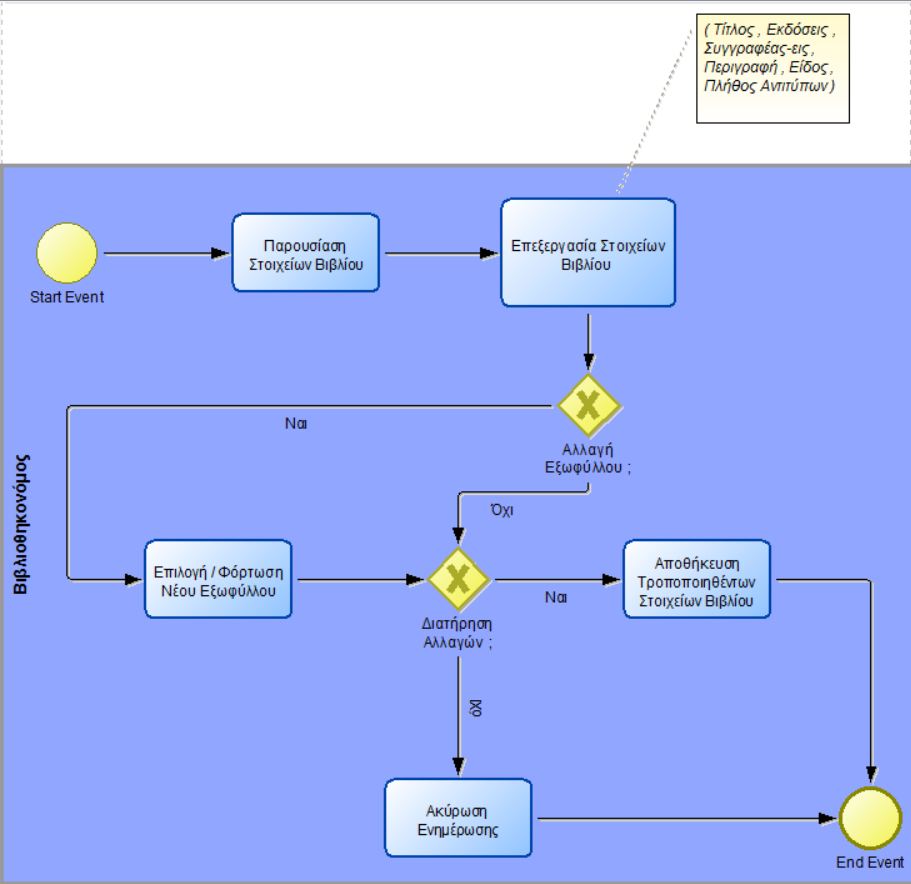 ( Τίτλος , Εκδόσεις ,
Συγγραφέας-εις ,
Περιγραφή , Είδος ,
Πλήθος Αντιτύπων )
Παρουσίαση
Στοιχείων Βιβλίου
Επεξεργασία Στοιχείων
Βιβλίου
Start Event
Ναι
Αλλαγή
Εξωφύλλου ;
Βιβλιοθηκονόμος
Όχι
Επιλογή / Φόρτωση
Νέου Εξωφύλλου
Διατήρηση
Αλλαγών ;
Ναι
Αποθήκευση
Τροποποιηθέντων
Στοιχείων Βιβλίου
Όχι
Ακύρωση
Ενημέρωσης
End Event